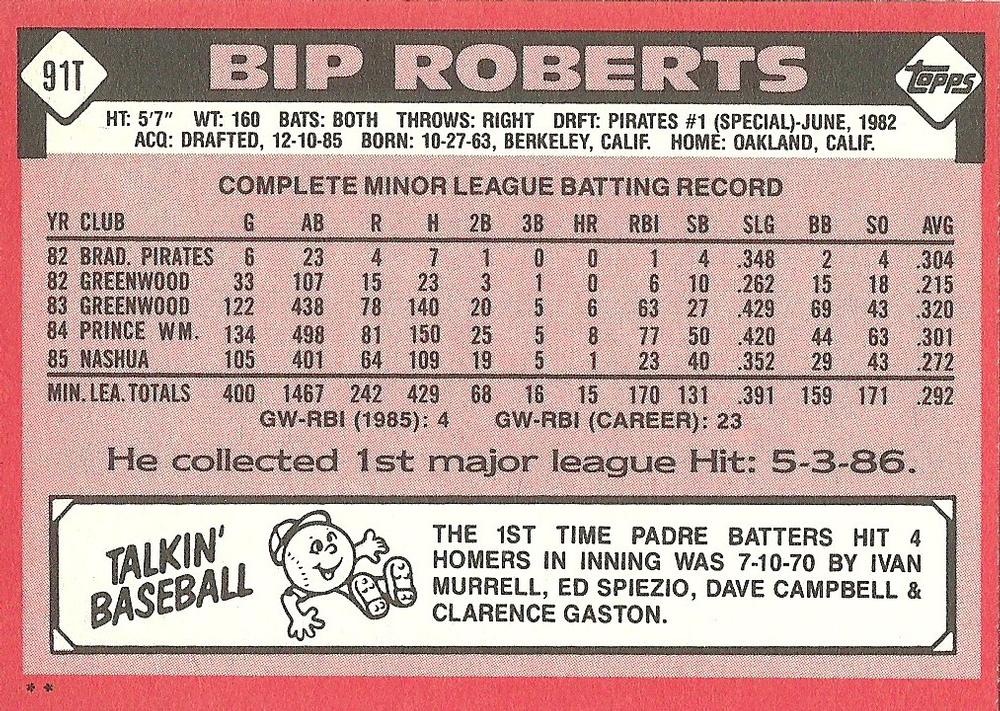 91T BIP ROBERTS topps
HT: 5'7" WT: 160 BATS: BOTH THROWS: RIGHT DRFT: PIRATES #1 (SPECIAL)-JUNE, 1982
ACQ: DRAFTED, 12-10-85 BORN: 10-27-63, BERKELEY, CALIF. HOME: OAKLAND, CALIF.
COMPLETE MINOR LEAGUE BATTING RECORD
YR CLUB G AB R H 2B 3B HR RBI SB SLG BB SO AVG
82 BRAD. PIRATES 6 23 4 7 1 0 0 1 4 .348 2 4 .304
82 GREENWOOD 33 107 15 23 3 1 0 6 10 .262 15 18 .215
83 GREENWOOD 122 438 78 140 20 5 6 63 27 .429 69 43 .320
84 PRINCE WM. 134 498 81 150 25 5 8 77 50 .420 44 63 .301
85 NASHUA 105 401 64 109 19 5 1 23 40 .352 29 43 .272
MIN. LEA. TOTALS 400 1467 242 429 68 16 15 170 131 .391 159 171 .292
GW-RBI (1985): 4 GW-RBI (CAREER): 23
He collected 1st major league Hit: 5-3-86.
TALKIN'
BASEBALL
THE 1ST TIME PADRE BATTERS HIT 4
HOMERS IN INNING WAS 7-10-70 BY IVAN
MURRELL, ED SPIEZIO, DAVE CAMPBELL &
CLARENCE GASTON.
**